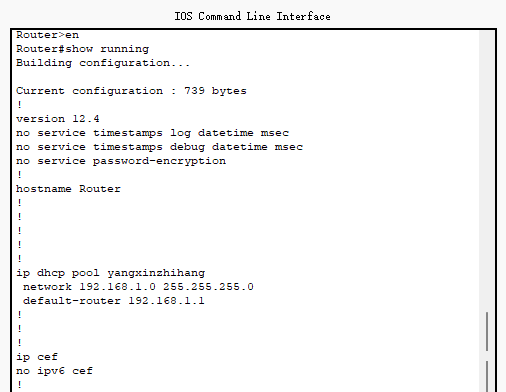 IOS Command Line Interface
Router>en
Router#show running
Building configuration...
Current configuration : 739 bytes
!
version 12.4
no service timestamps log datetime msec
no service timestamps debug datetime msec
no service password-encryption
!
hostname Router
!
!
!
!
!
ip dhcp pool yangxinzhihang
network 192.168.1.0 255.255.255.0
default-router 192.168.1.1
!
!
!
ip cef
no ipv6 cef
!